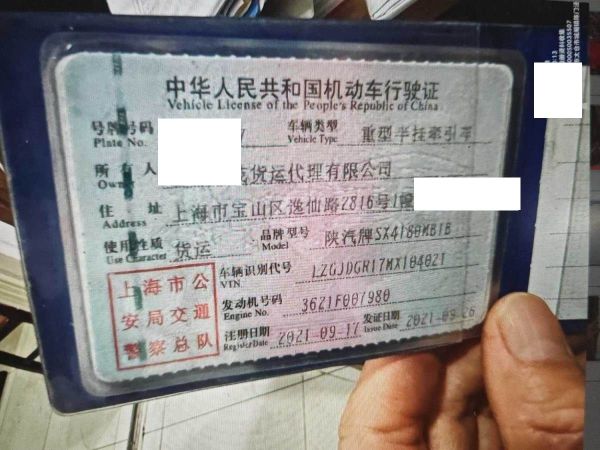 中华人民共和国机动车行驶证
Vehicle License of the People's Republic of China
号牌号码 7 车辆类型 重型半挂牵引车
Plate No. Vehicle Type
所有人 货运代理有限公司
Owner
住址 上海市宝山区逸仙路2816号1幢
Address
使用性质 货运 品牌型号 陕汽牌SX4180MB1B
Use Character Model
上海市公安局交通警察总队
车辆识别代号 LZGJDGR17MX104021
VIN
发动机号码 3621F007980
Engine No.
注册日期 2021-09-17 发证日期 2021-09-26
Register Date Issue Date